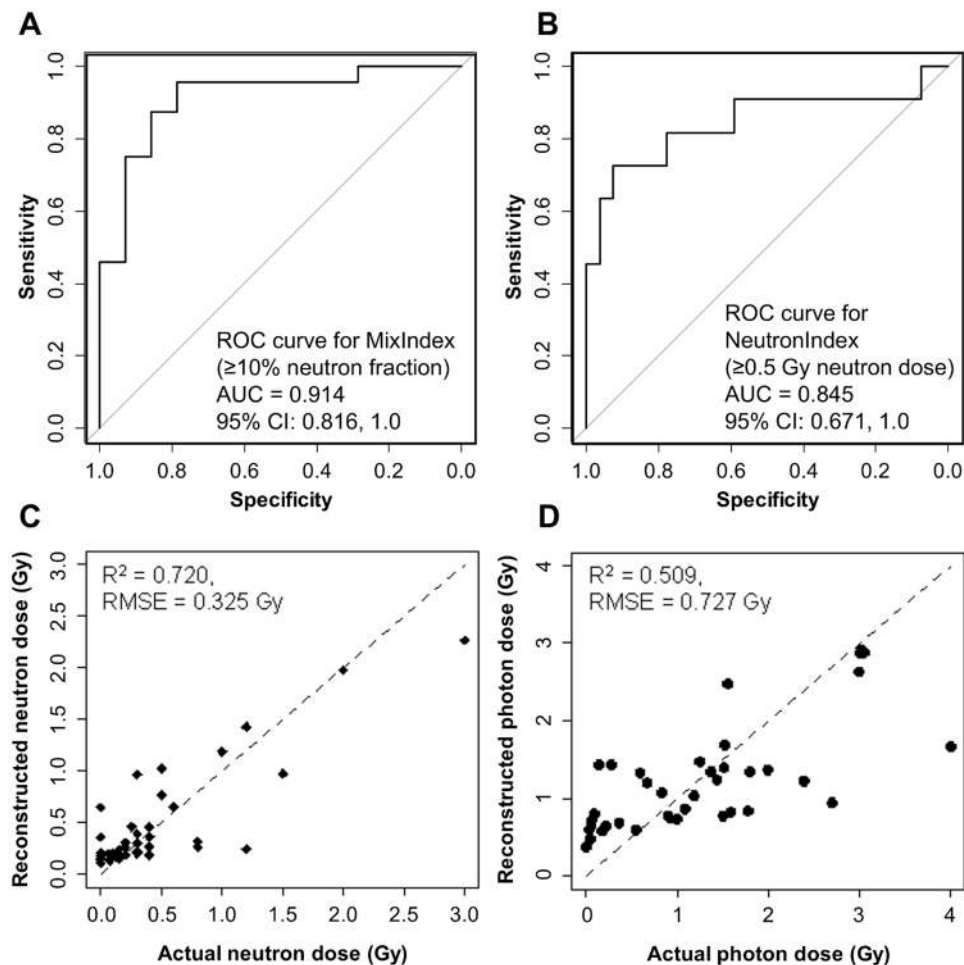 A
Sensitivity
1.0
0.8
0.6
0.4
0.2
0.0
ROC curve for MixIndex
(≥10% neutron fraction)
AUC = 0.914
95% CI: 0.816, 1.0
1.0 0.8 0.6 0.4 0.2 0.0
Specificity
B
Sensitivity
1.0
0.8
0.6
0.4
0.2
0.0
ROC curve for
NeutronIndex
(≥0.5 Gy neutron dose)
AUC = 0.845
95% CI: 0.671, 1.0
1.0 0.8 0.6 0.4 0.2 0.0
Specificity
C
Reconstructed neutron dose (Gy)
3.0
2.5
2.0
1.5
1.0
0.5
0.0
R² = 0.720,
RMSE = 0.325 Gy
0.0 0.5 1.0 1.5 2.0 2.5 3.0
Actual neutron dose (Gy)
D
Reconstructed photon dose (Gy)
4
3
2
1
0
R² = 0.509,
RMSE = 0.727 Gy
0 1 2 3 4
Actual photon dose (Gy)